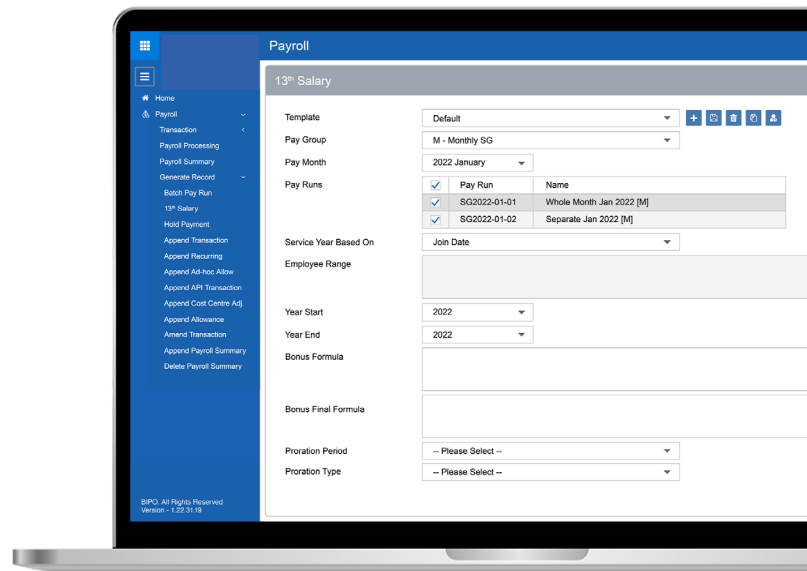 Payroll
13th Salary
Home
Payroll
Transaction
Payroll Processing
Payroll Summary
Generate Record
Batch Pay Run
13th Salary
Hold Payment
Append Transaction
Append Recurring
Append Ad-hoc Allow
Append API Transaction
Append Cost Centre Adj.
Append Allowance
Amend Transaction
Append Payroll Summary
Delete Payroll Summary
BIPO. All Rights Reserved
Version - 1.22.31.19
Template Default
Pay Group M - Monthly SG
Pay Month 2022 January
Pay Runs Pay Run Name
SG2022-01-01 Whole Month Jan 2022 [M]
SG2022-01-02 Separate Jan 2022 [M]
Service Year Based On Join Date
Employee Range
Year Start 2022
Year End 2022
Bonus Formula
Bonus Final Formula
Proration Period -- Please Select --
Proration Type -- Please Select --